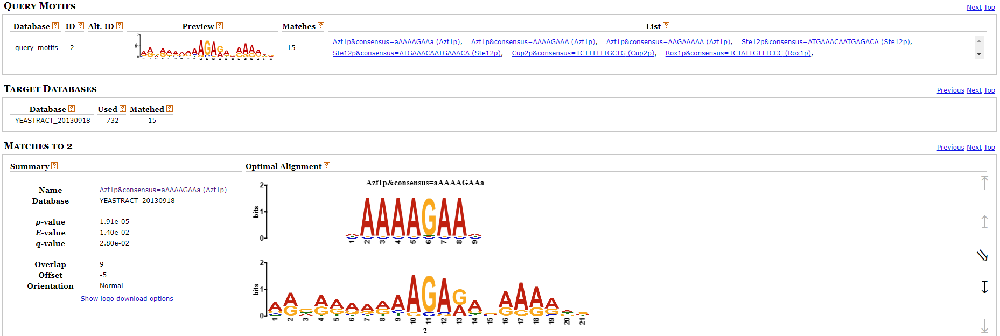 QUERY MOTIFS
Next Top
Database ? ID ? Alt. ID ? Preview ? Matches ? List ?
query_motifs 2 15
Azf1p&consensus=aAAAAGAAa (Azf1p), Azf1p&consensus=AAAAGAAA (Azf1p), Azf1p&consensus=AAGAAAAA (Azf1p), Ste12p&consensus=ATGAAACAATGAGACA (Ste12p),
Ste12p&consensus=ATGAAACAATGAAACA (Ste12p), Cup2p&consensus=TCTTTTTTGCTG (Cup2p), Rox1p&consensus=TCTATTGTTTCCC (Rox1p),
TARGET DATABASES
Previous Next Top
Database ? Used ? Matched ?
YEASTRACT_20130918 732 15
MATCHES TO 2
Previous Next Top
Summary ? Optimal Alignment ?
Name Azf1p&consensus=aAAAAGAAa (Azf1p)
Database YEASTRACT_20130918
p-value 1.91e-05
E-value 1.40e-02
q-value 2.80e-02
Overlap 9
Offset -5
Orientation Normal
Show logo download options
Azf1p&consensus=aAAAAGAAa
2
bits
1
0
AAAAGAA
1 2 3 4 5 6 7 8 9
2
bits
1
0
1 2 3 4 5 6 7 8 9 10 11 12 13 14 15 16 17 18 19 20 21
2